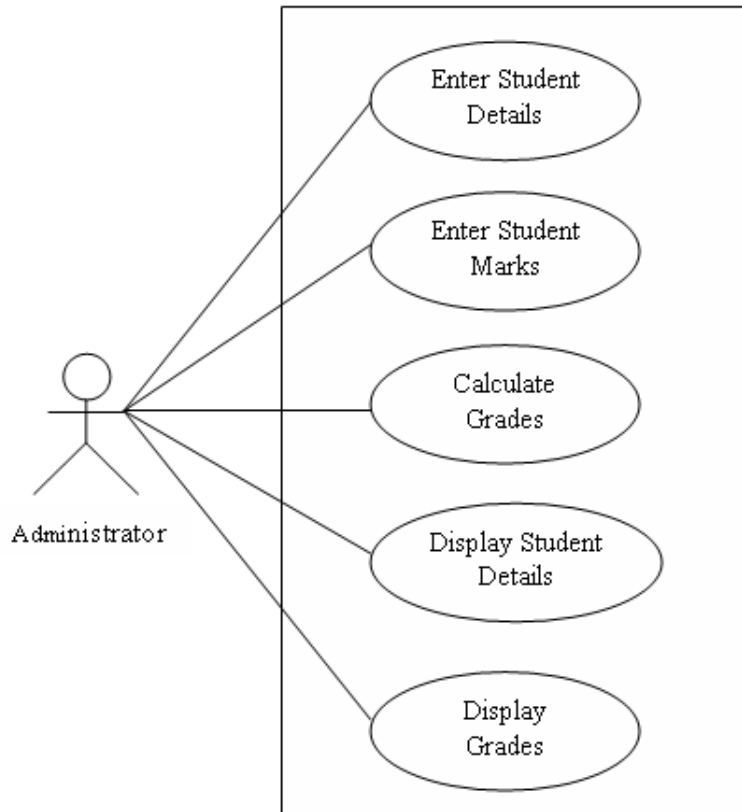 Enter Student
Details
Enter Student
Marks
Calculate
Grades
Administrator
Display Student
Details
Display
Grades